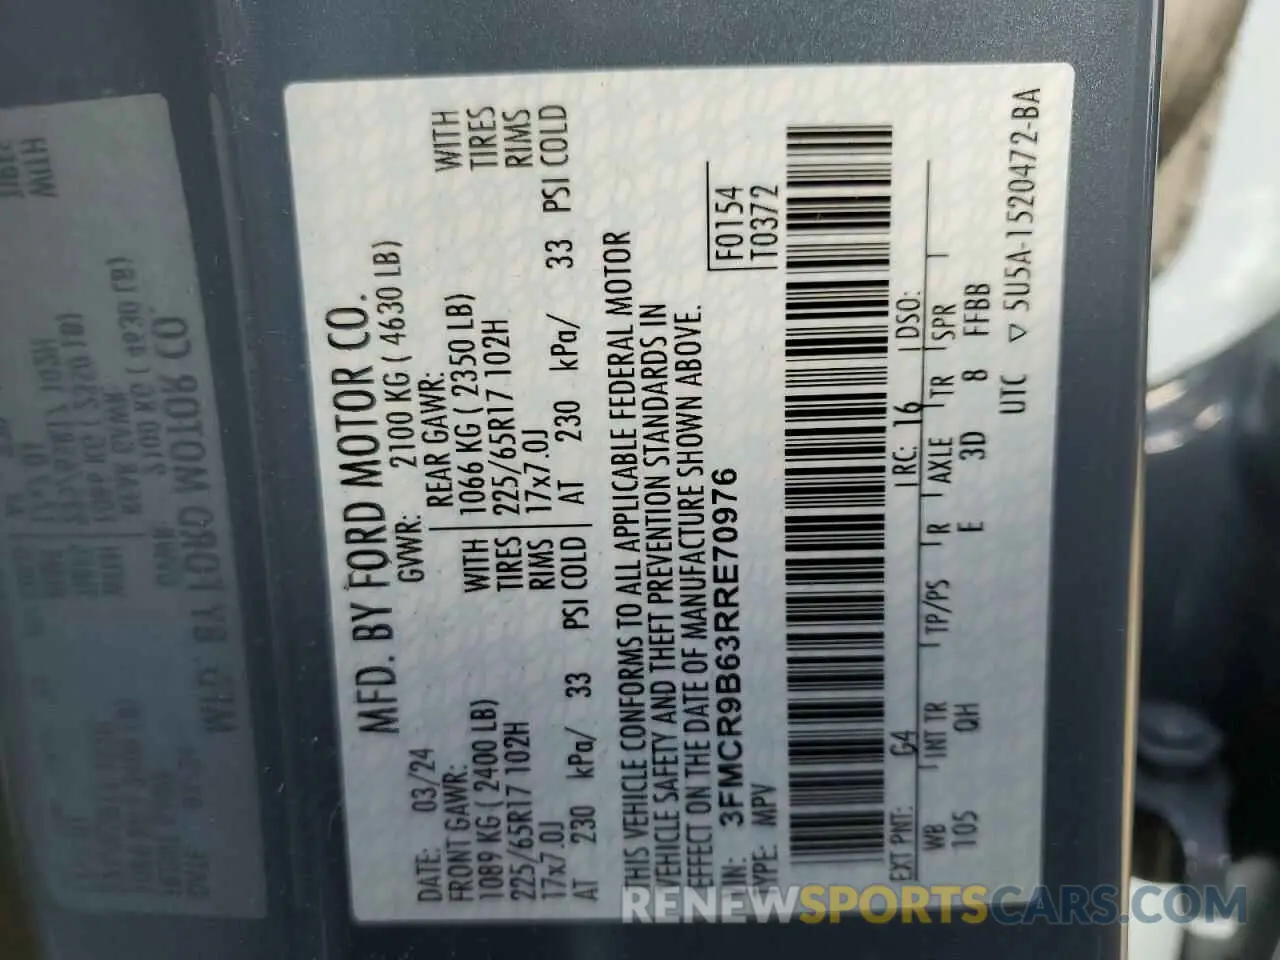 MFD. BY FORD MOTOR CO.
DATE: 03/24 GVWR: 2100 KG ( 4630 LB)
FRONT GAWR: REAR GAWR:
1089 KG ( 2400 LB) WITH 1066 KG ( 2350 LB) WITH
225/65R17 102H TIRES 225/65R17 102H TIRES
17x7.0J RIMS 17x7.0J RIMS
AT 230 kPa/ 33 PSI COLD AT 230 kPa/ 33 PSI COLD
THIS VEHICLE CONFORMS TO ALL APPLICABLE FEDERAL MOTOR
VEHICLE SAFETY AND THEFT PREVENTION STANDARDS IN
EFFECT ON THE DATE OF MANUFACTURE SHOWN ABOVE.
VIN: 3FMCR9B63RRE70976 F0154
TYPE: MPV T0372
EXT PNT: G4 RC: 16 DSO:
WB INT TR TP/PS R AXLE TR SPR
105 QH E 3D 8 FFBB
UTC ▽ 5U5A-1520472-BA
RENEWSPORTSCARS.COM